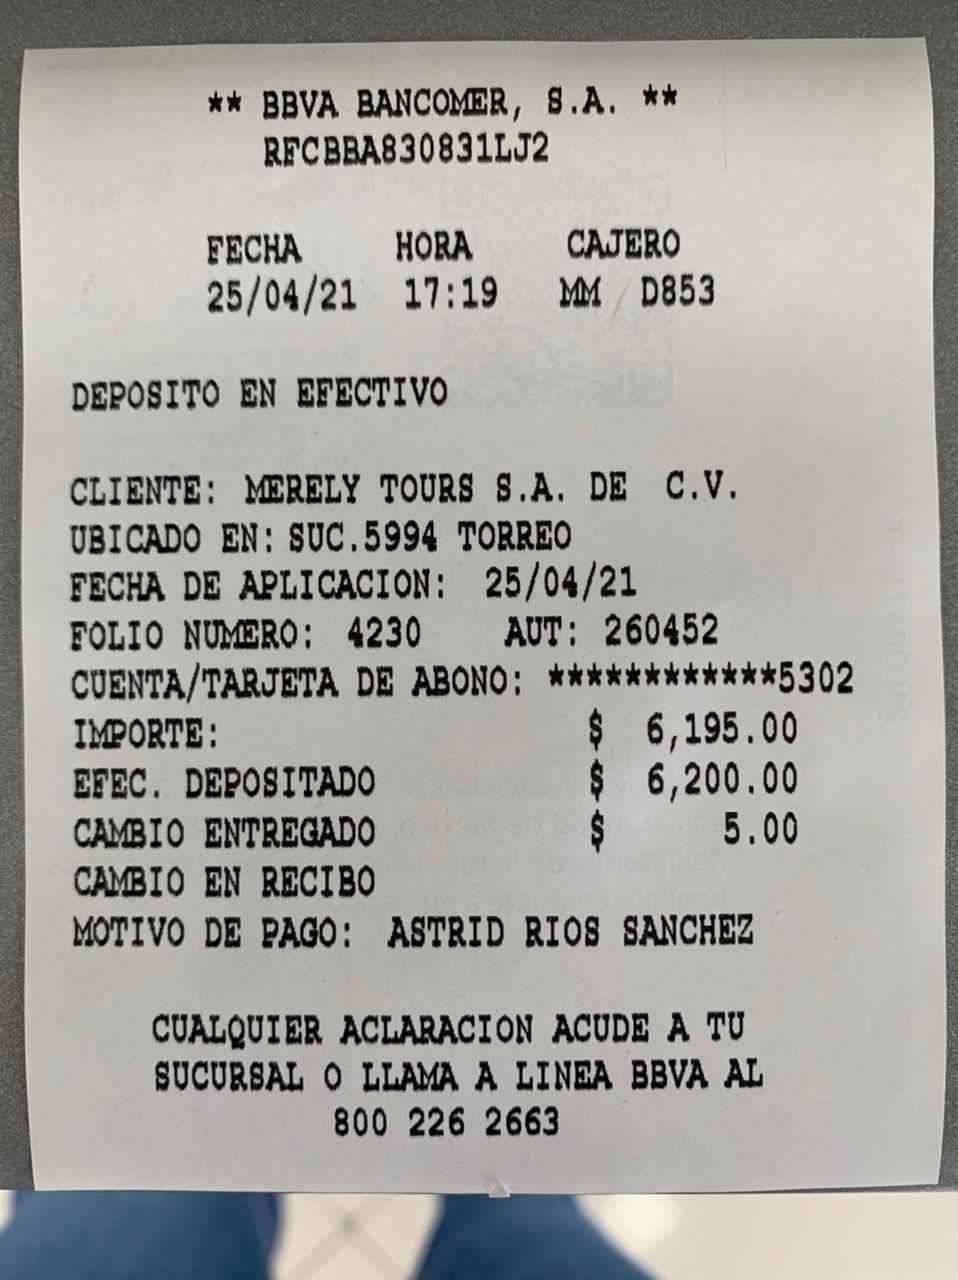 ** BBVA BANCOMER, S.A. **
RFCBBA830831LJ2
FECHA HORA CAJERO
25/04/21 17:19 MM D853
DEPOSITO EN EFECTIVO
CLIENTE: MERELY TOURS S.A. DE C.V.
UBICADO EN: SUC.5994 TORREO
FECHA DE APLICACION: 25/04/21
FOLIO NUMERO: 4230 AUT: 260452
CUENTA/TARJETA DE ABONO: ************5302
IMPORTE: $ 6,195.00
EFEC. DEPOSITADO $ 6,200.00
CAMBIO ENTREGADO $ 5.00
CAMBIO EN RECIBO
MOTIVO DE PAGO: ASTRID RIOS SANCHEZ
CUALQUIER ACLARACION ACUDE A TU
SUCURSAL O LLAMA A LINEA BBVA AL
800 226 2663